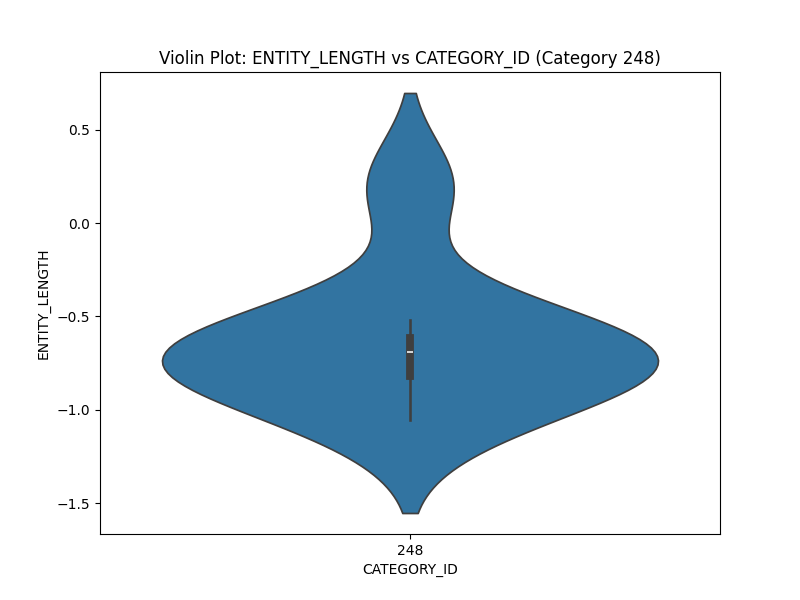 Violin Plot: ENTITY_LENGTH vs CATEGORY_ID (Category 248)
0.5
0.0
−0.5
−1.0
−1.5
ENTITY_LENGTH
248
CATEGORY_ID